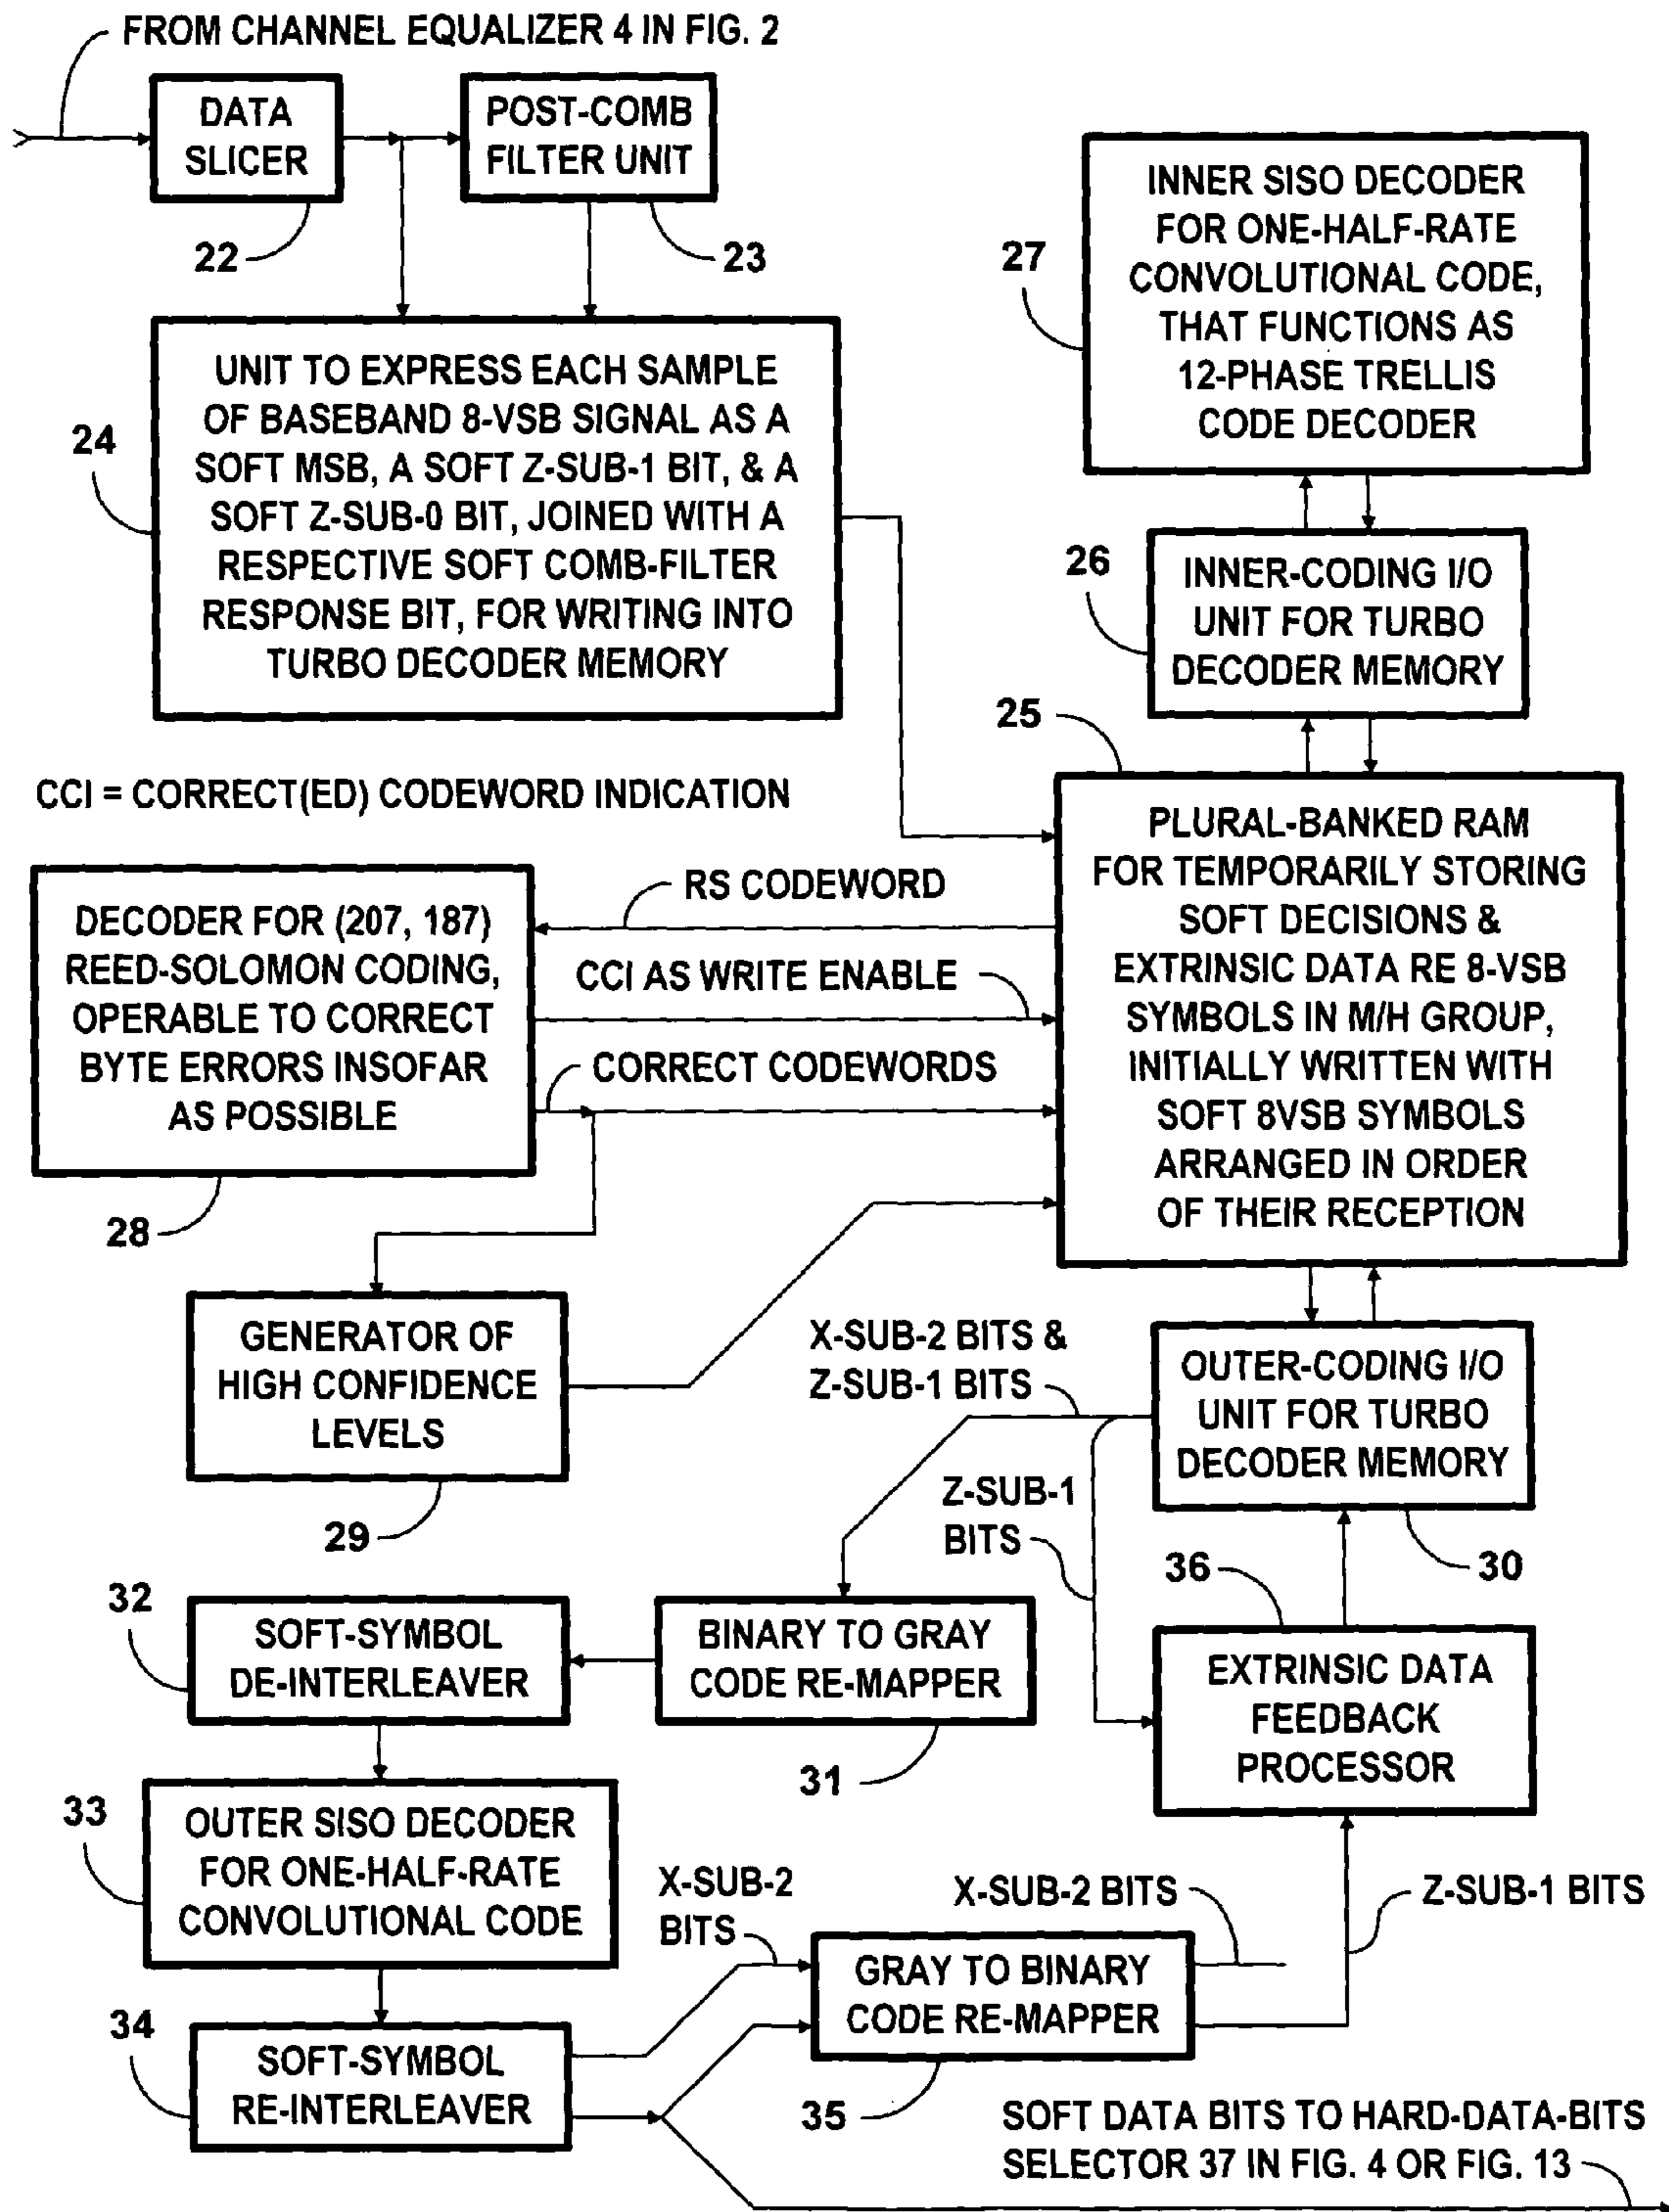 FROM CHANNEL EQUALIZER 4 IN FIG. 2
DATA
SLICER
22
POST-COMB
FILTER UNIT
23
UNIT TO EXPRESS EACH SAMPLE
OF BASEBAND 8-VSB SIGNAL AS A
SOFT MSB, A SOFT Z-SUB-1 BIT, & A
SOFT Z-SUB-0 BIT, JOINED WITH A
RESPECTIVE SOFT COMB-FILTER
RESPONSE BIT, FOR WRITING INTO
TURBO DECODER MEMORY
24
INNER SISO DECODER
FOR ONE-HALF-RATE
CONVOLUTIONAL CODE,
THAT FUNCTIONS AS
12-PHASE TRELLIS
CODE DECODER
27
INNER-CODING I/O
UNIT FOR TURBO
DECODER MEMORY
26
25
PLURAL-BANKED RAM
FOR TEMPORARILY STORING
SOFT DECISIONS &
EXTRINSIC DATA RE 8-VSB
SYMBOLS IN M/H GROUP,
INITIALLY WRITTEN WITH
SOFT 8VSB SYMBOLS
ARRANGED IN ORDER
OF THEIR RECEPTION
CCI = CORRECT(ED) CODEWORD INDICATION
DECODER FOR (207, 187)
REED-SOLOMON CODING,
OPERABLE TO CORRECT
BYTE ERRORS INSOFAR
AS POSSIBLE
28
RS CODEWORD
CCI AS WRITE ENABLE
CORRECT CODEWORDS
GENERATOR OF
HIGH CONFIDENCE
LEVELS
29
X-SUB-2 BITS &
Z-SUB-1 BITS
OUTER-CODING I/O
UNIT FOR TURBO
DECODER MEMORY
30
Z-SUB-1
BITS
36
EXTRINSIC DATA
FEEDBACK
PROCESSOR
32
SOFT-SYMBOL
DE-INTERLEAVER
BINARY TO GRAY
CODE RE-MAPPER
31
33
OUTER SISO DECODER
FOR ONE-HALF-RATE
CONVOLUTIONAL CODE
X-SUB-2
BITS
X-SUB-2 BITS
Z-SUB-1 BITS
34
SOFT-SYMBOL
RE-INTERLEAVER
GRAY TO BINARY
CODE RE-MAPPER
35
SOFT DATA BITS TO HARD-DATA-BITS
SELECTOR 37 IN FIG. 4 OR FIG. 13